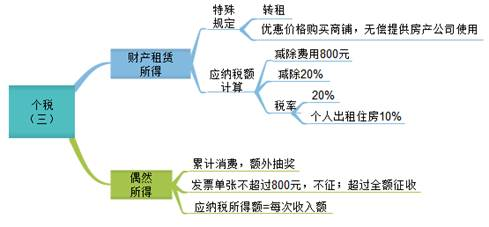 个税
（三）
财产租赁
所得
特殊
规定
转租
优惠价格购买商铺，无偿提供房产公司使用
应纳税额
计算
减除费用800元
减除20%
税率
20%
个人出租住房10%
偶然
所得
累计消费，额外抽奖
发票单张不超过800元，不征；超过全额征收
应纳税所得额=每次收入额